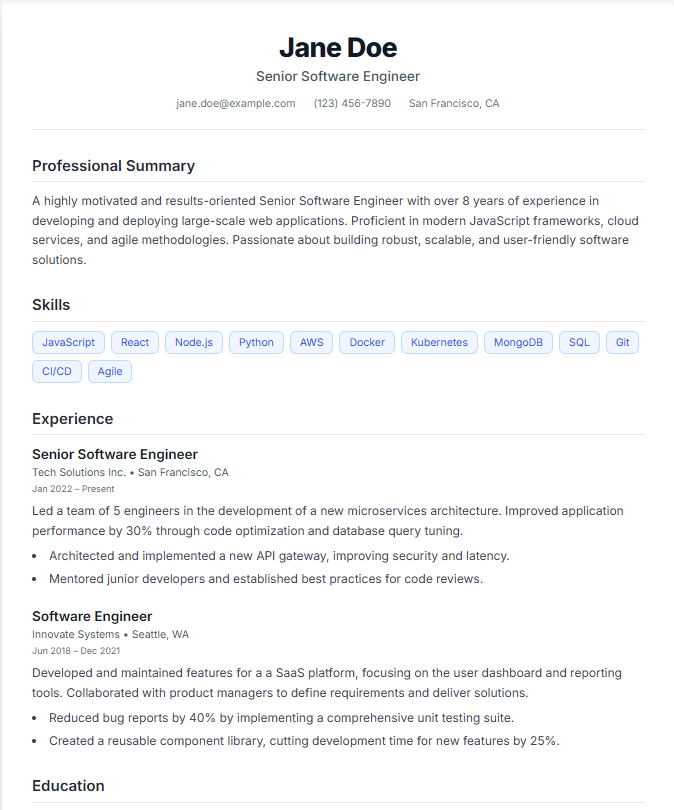 Jane Doe
Senior Software Engineer
jane.doe@example.com (123) 456-7890 San Francisco, CA
Professional Summary
A highly motivated and results-oriented Senior Software Engineer with over 8 years of experience in
developing and deploying large-scale web applications. Proficient in modern JavaScript frameworks, cloud
services, and agile methodologies. Passionate about building robust, scalable, and user-friendly software
solutions.
Skills
JavaScript React Node.js Python AWS Docker Kubernetes MongoDB SQL Git
CI/CD Agile
Experience
Senior Software Engineer
Tech Solutions Inc. • San Francisco, CA
Jan 2022 – Present
Led a team of 5 engineers in the development of a new microservices architecture. Improved application
performance by 30% through code optimization and database query tuning.
• Architected and implemented a new API gateway, improving security and latency.
• Mentored junior developers and established best practices for code reviews.
Software Engineer
Innovate Systems • Seattle, WA
Jun 2018 – Dec 2021
Developed and maintained features for a a SaaS platform, focusing on the user dashboard and reporting
tools. Collaborated with product managers to define requirements and deliver solutions.
• Reduced bug reports by 40% by implementing a comprehensive unit testing suite.
• Created a reusable component library, cutting development time for new features by 25%.
Education